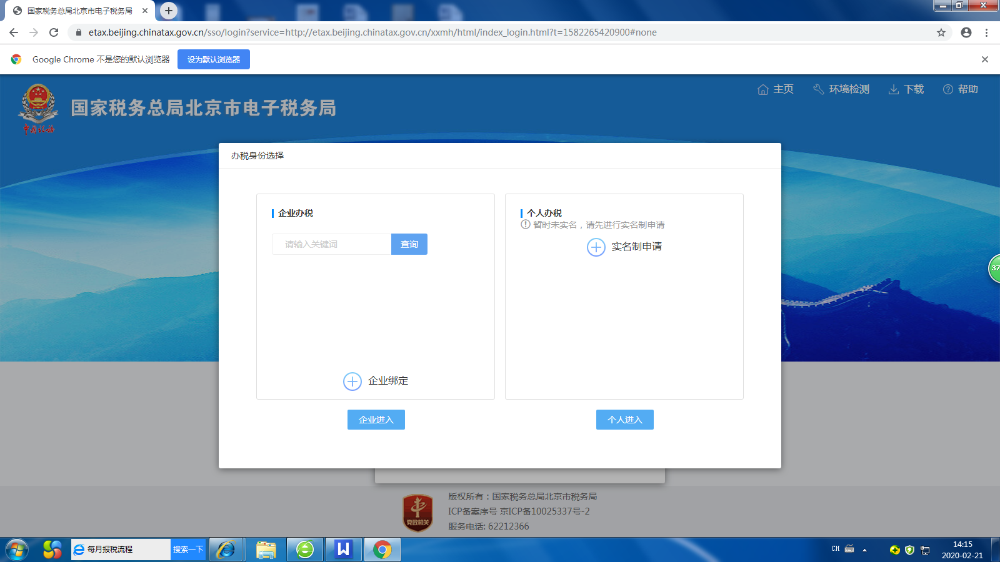 国家税务总局北京市电子税务局
etax.beijing.chinatax.gov.cn/sso/login?service=http://etax.beijing.chinatax.gov.cn/xxmh/html/index_login.html?t=1582265420900#none
Google Chrome 不是您的默认浏览器 设为默认浏览器
主页 环境检测 下载 帮助
国家税务总局北京市电子税务局
中国税务
办税身份选择
企业办税
请输入关键词 查询
企业绑定
企业进入
个人办税
暂时未实名，请先进行实名制申请
实名制申请
个人进入
37
党政机关
版权所有：国家税务总局北京市税务局
ICP备案序号 京ICP备10025337号-2
服务电话: 62212366
每月报税流程 搜索一下
CH
14:15
2020-02-21